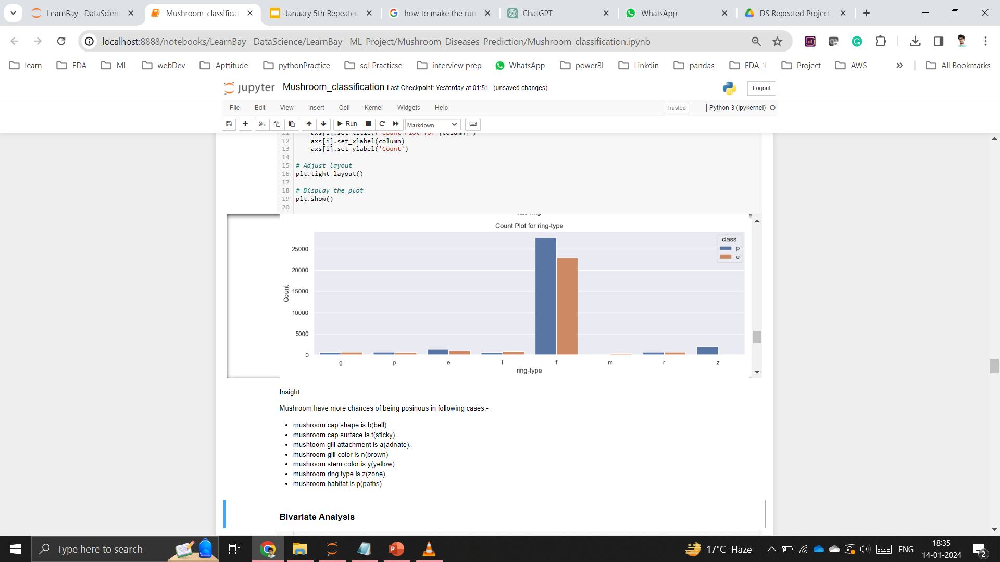 LearnBay--DataScien
Mushroom_classificat
January 5th Repeated
how to make the run
ChatGPT
WhatsApp
DS Repeated Project
localhost:8888/notebooks/LearnBay--DataScience/LearnBay--ML_Project/Mushroom_Diseases_Prediction/Mushroom_classification.ipynb
learn EDA ML webDev Apttitude pythonPractice sql Practicse interview prep WhatsApp powerBI Linkdin pandas EDA_1 Project AWS All Bookmarks
jupyter Mushroom_classification Last Checkpoint: Yesterday at 01:51 (unsaved changes) Logout
File Edit View Insert Cell Kernel Widgets Help Trusted Python 3 (ipykernel)
Run Markdown
11 axs[i].set_title(f'Count Plot for {column}')
12 axs[i].set_xlabel(column)
13 axs[i].set_ylabel('Count')
14
15 # Adjust layout
16 plt.tight_layout()
17
18 # Display the plot
19 plt.show()
20
Count Plot for ring-type
class
p
e
25000
20000
15000
10000
5000
0
Count
g p e l f m r z
ring-type
Insight
Mushroom have more chances of being posinous in following cases:-
• mushroom cap shape is b(bell).
• mushroom cap surface is t(sticky).
• mushtoom gill attachment is a(adnate).
• mushroom gill color is n(brown)
• mushroom stem color is y(yellow)
• mushroom ring type is z(zone)
• mushroom habitat is p(paths)
Bivariate Analysis
Type here to search
17°C Haze
ENG
18:35
14-01-2024
2